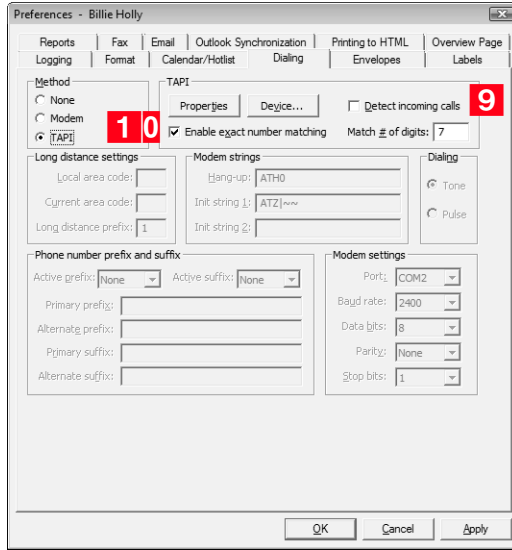 Preferences - Billie Holly
Reports Fax Email Outlook Synchronization Printing to HTML Overview Page
Logging Format Calendar/Hotlist Dialing Envelopes Labels
Method
None
Modem
TAPI
10
TAPI
Properties Device... Detect incoming calls 9
Enable exact number matching Match # of digits: 7
Long distance settings
Local area code:
Current area code:
Long distance prefix: 1
Modem strings
Hang-up: ATH0
Init string 1: ATZ|~~
Init string 2:
Dialing
Tone
Pulse
Phone number prefix and suffix
Active prefix: None Active suffix: None
Primary prefix:
Alternate prefix:
Primary suffix:
Alternate suffix:
Modem settings
Port: COM2
Baud rate: 2400
Data bits: 8
Parity: None
Stop bits: 1
OK Cancel Apply